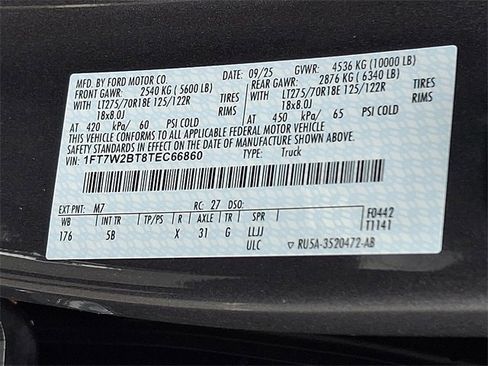 MFD. BY FORD MOTOR CO.
09/25 GVWR: 4536 KG (10000 LB)
FRONT GAWR: 2540 KG (5600 LB) REAR GAWR: 2876 KG (6340 LB)
WITH LT275/70R18E 125/122R TIRES WITH LT275/70R18E 125/122R TIRES
18x8.0J RIMS 18x8.0J RIMS
AT 420 kPa/ 60 PSI COLD AT 450 kPa/ 65 PSI COLD
THIS VEHICLE CONFORMS TO ALL APPLICABLE FEDERAL MOTOR VEHICLE
SAFETY STANDARDS IN EFFECT ON THE DATE OF MANUFACTURE SHOWN ABOVE.
VIN: 1FT7W2BT8TEC66860 TYPE: Truck
EXT PNT: M7 RC: 27 DSO:
WB INT TR TP/PS R AXLE TR SPR F0442
176 5B X 31 G LLJJ T1141
ULC RU5A-3520472-AB